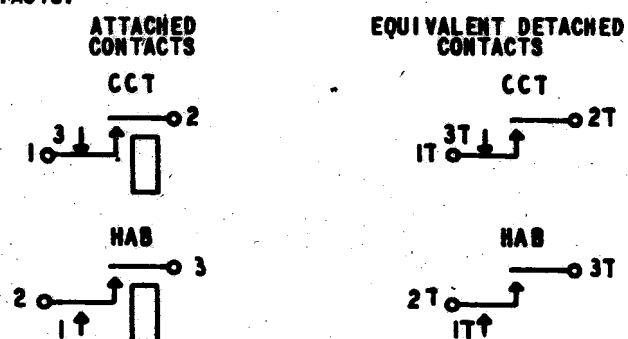 ATTACHED EQUIVALENT DETACHED
CONTACTS CONTACTS
CCT CCT
2 2T
3 3T
1 1T
HAB HAB
3 3T
2 2T
1 1T